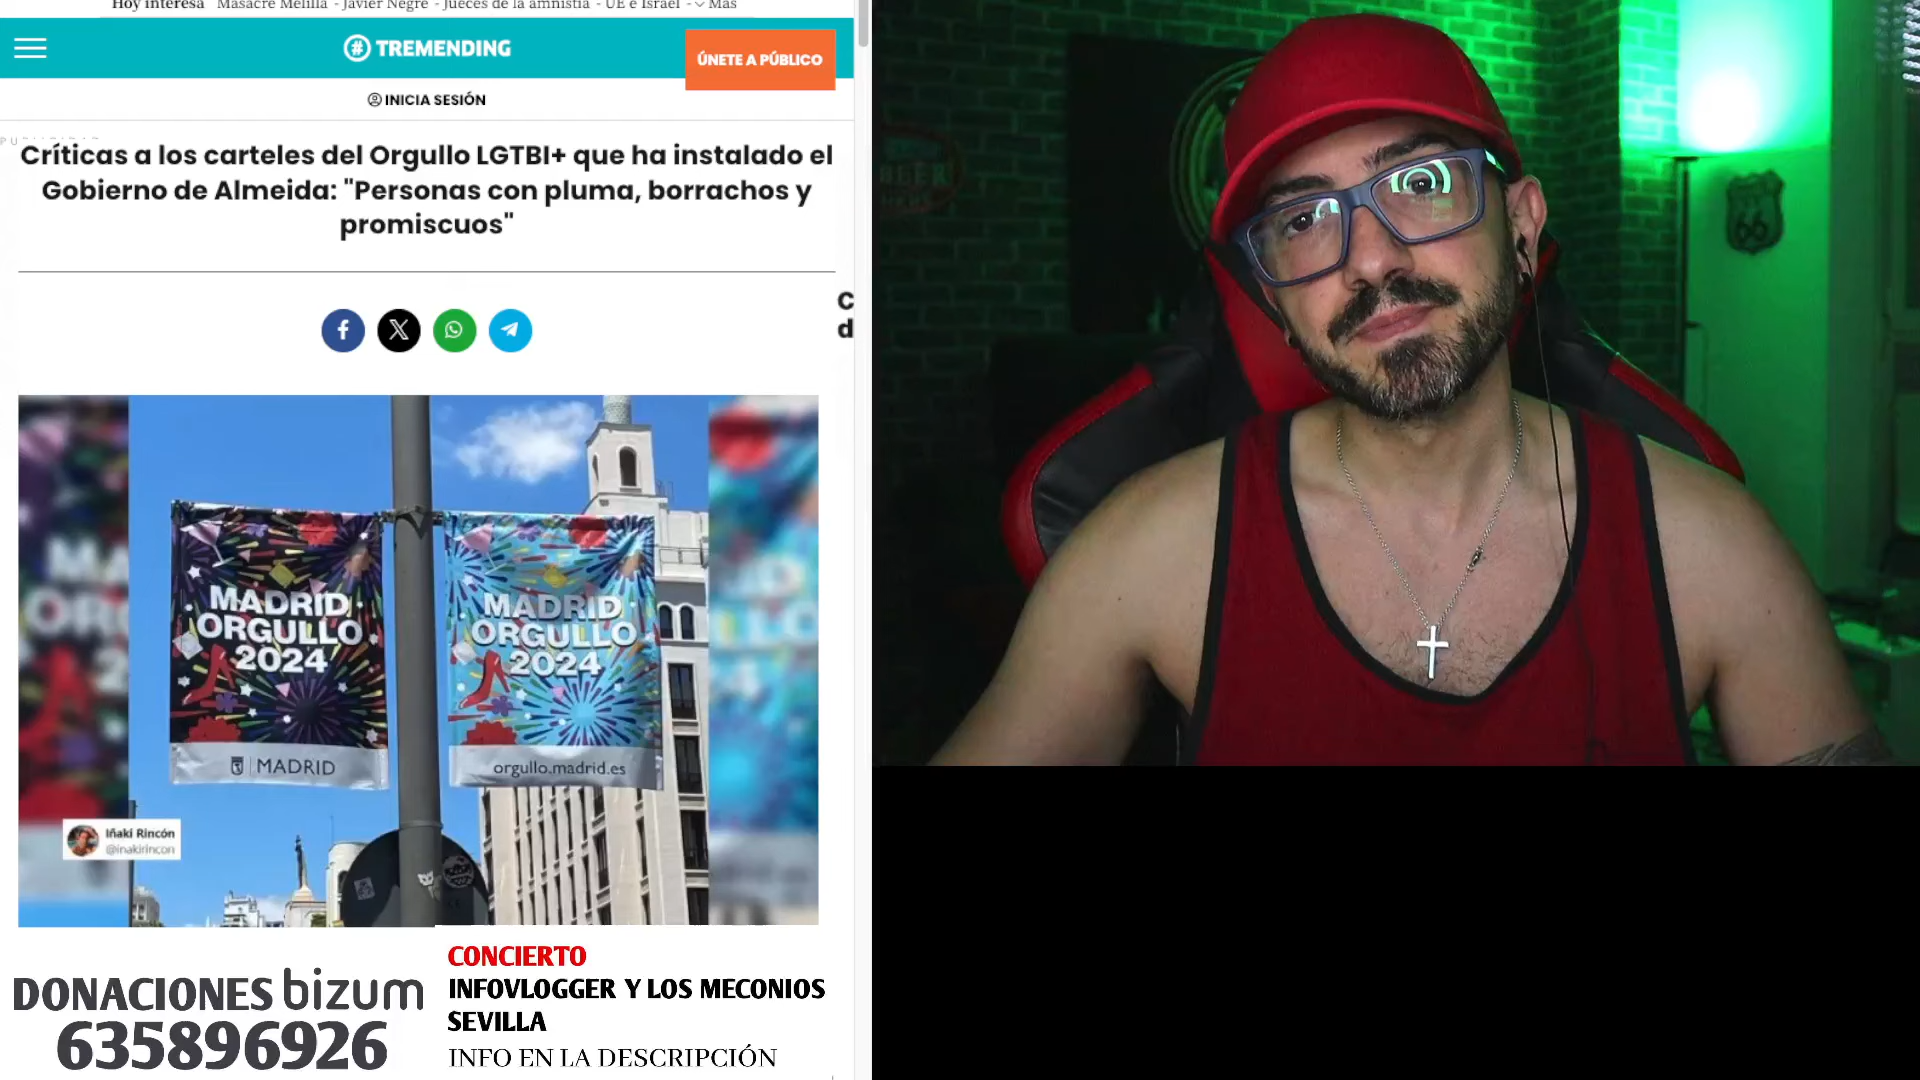 Hoy interesa Masacre Melilla - Javier Negre - Jueces de la amnistía - UE e Israel - Más
# TREMENDING
ÚNETE A PÚBLICO
INICIA SESIÓN
PUBLICIDAD
Críticas a los carteles del Orgullo LGTBI+ que ha instalado el
Gobierno de Almeida: "Personas con pluma, borrachos y
promiscuos"
C
d
MADRID
ORGULLO
2024
MADRID
MADRID
ORGULLO
2024
orgullo.madrid.es
Iñaki Rincón
@inakirincon
DONACIONES bizum
635896926
CONCIERTO
INFOVLOGGER Y LOS MECONIOS
SEVILLA
INFO EN LA DESCRIPCIÓN
66